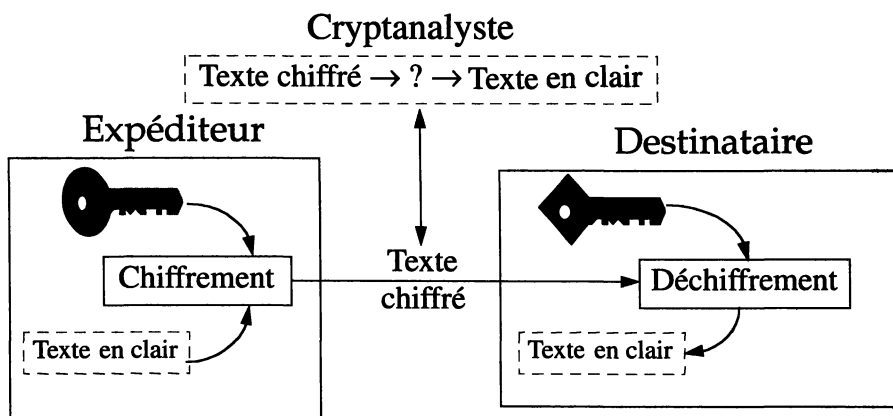 Cryptanalyste
Texte chiffré → ? → Texte en clair
Expéditeur
Destinataire
Chiffrement
Texte
chiffré
Déchiffrement
Texte en clair
Texte en clair